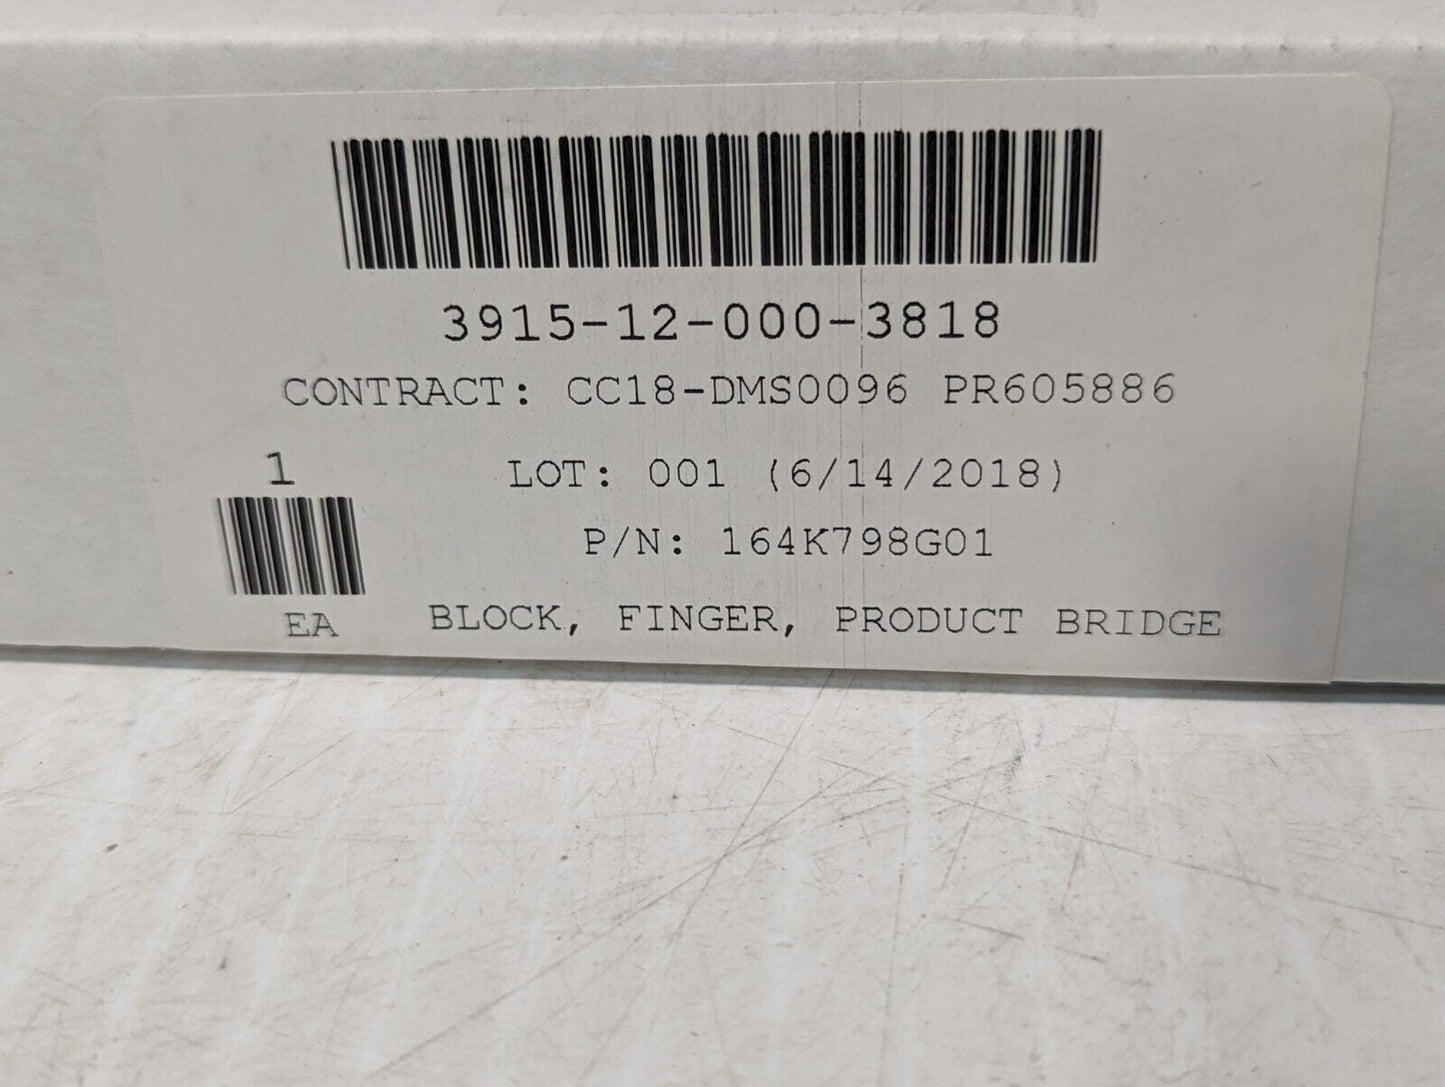 3915-12-000-3818
CONTRACT: CC18-DMS0096 PR605886
1
LOT: 001 (6/14/2018)
P/N: 164K798G01
EA
BLOCK, FINGER, PRODUCT BRIDGE